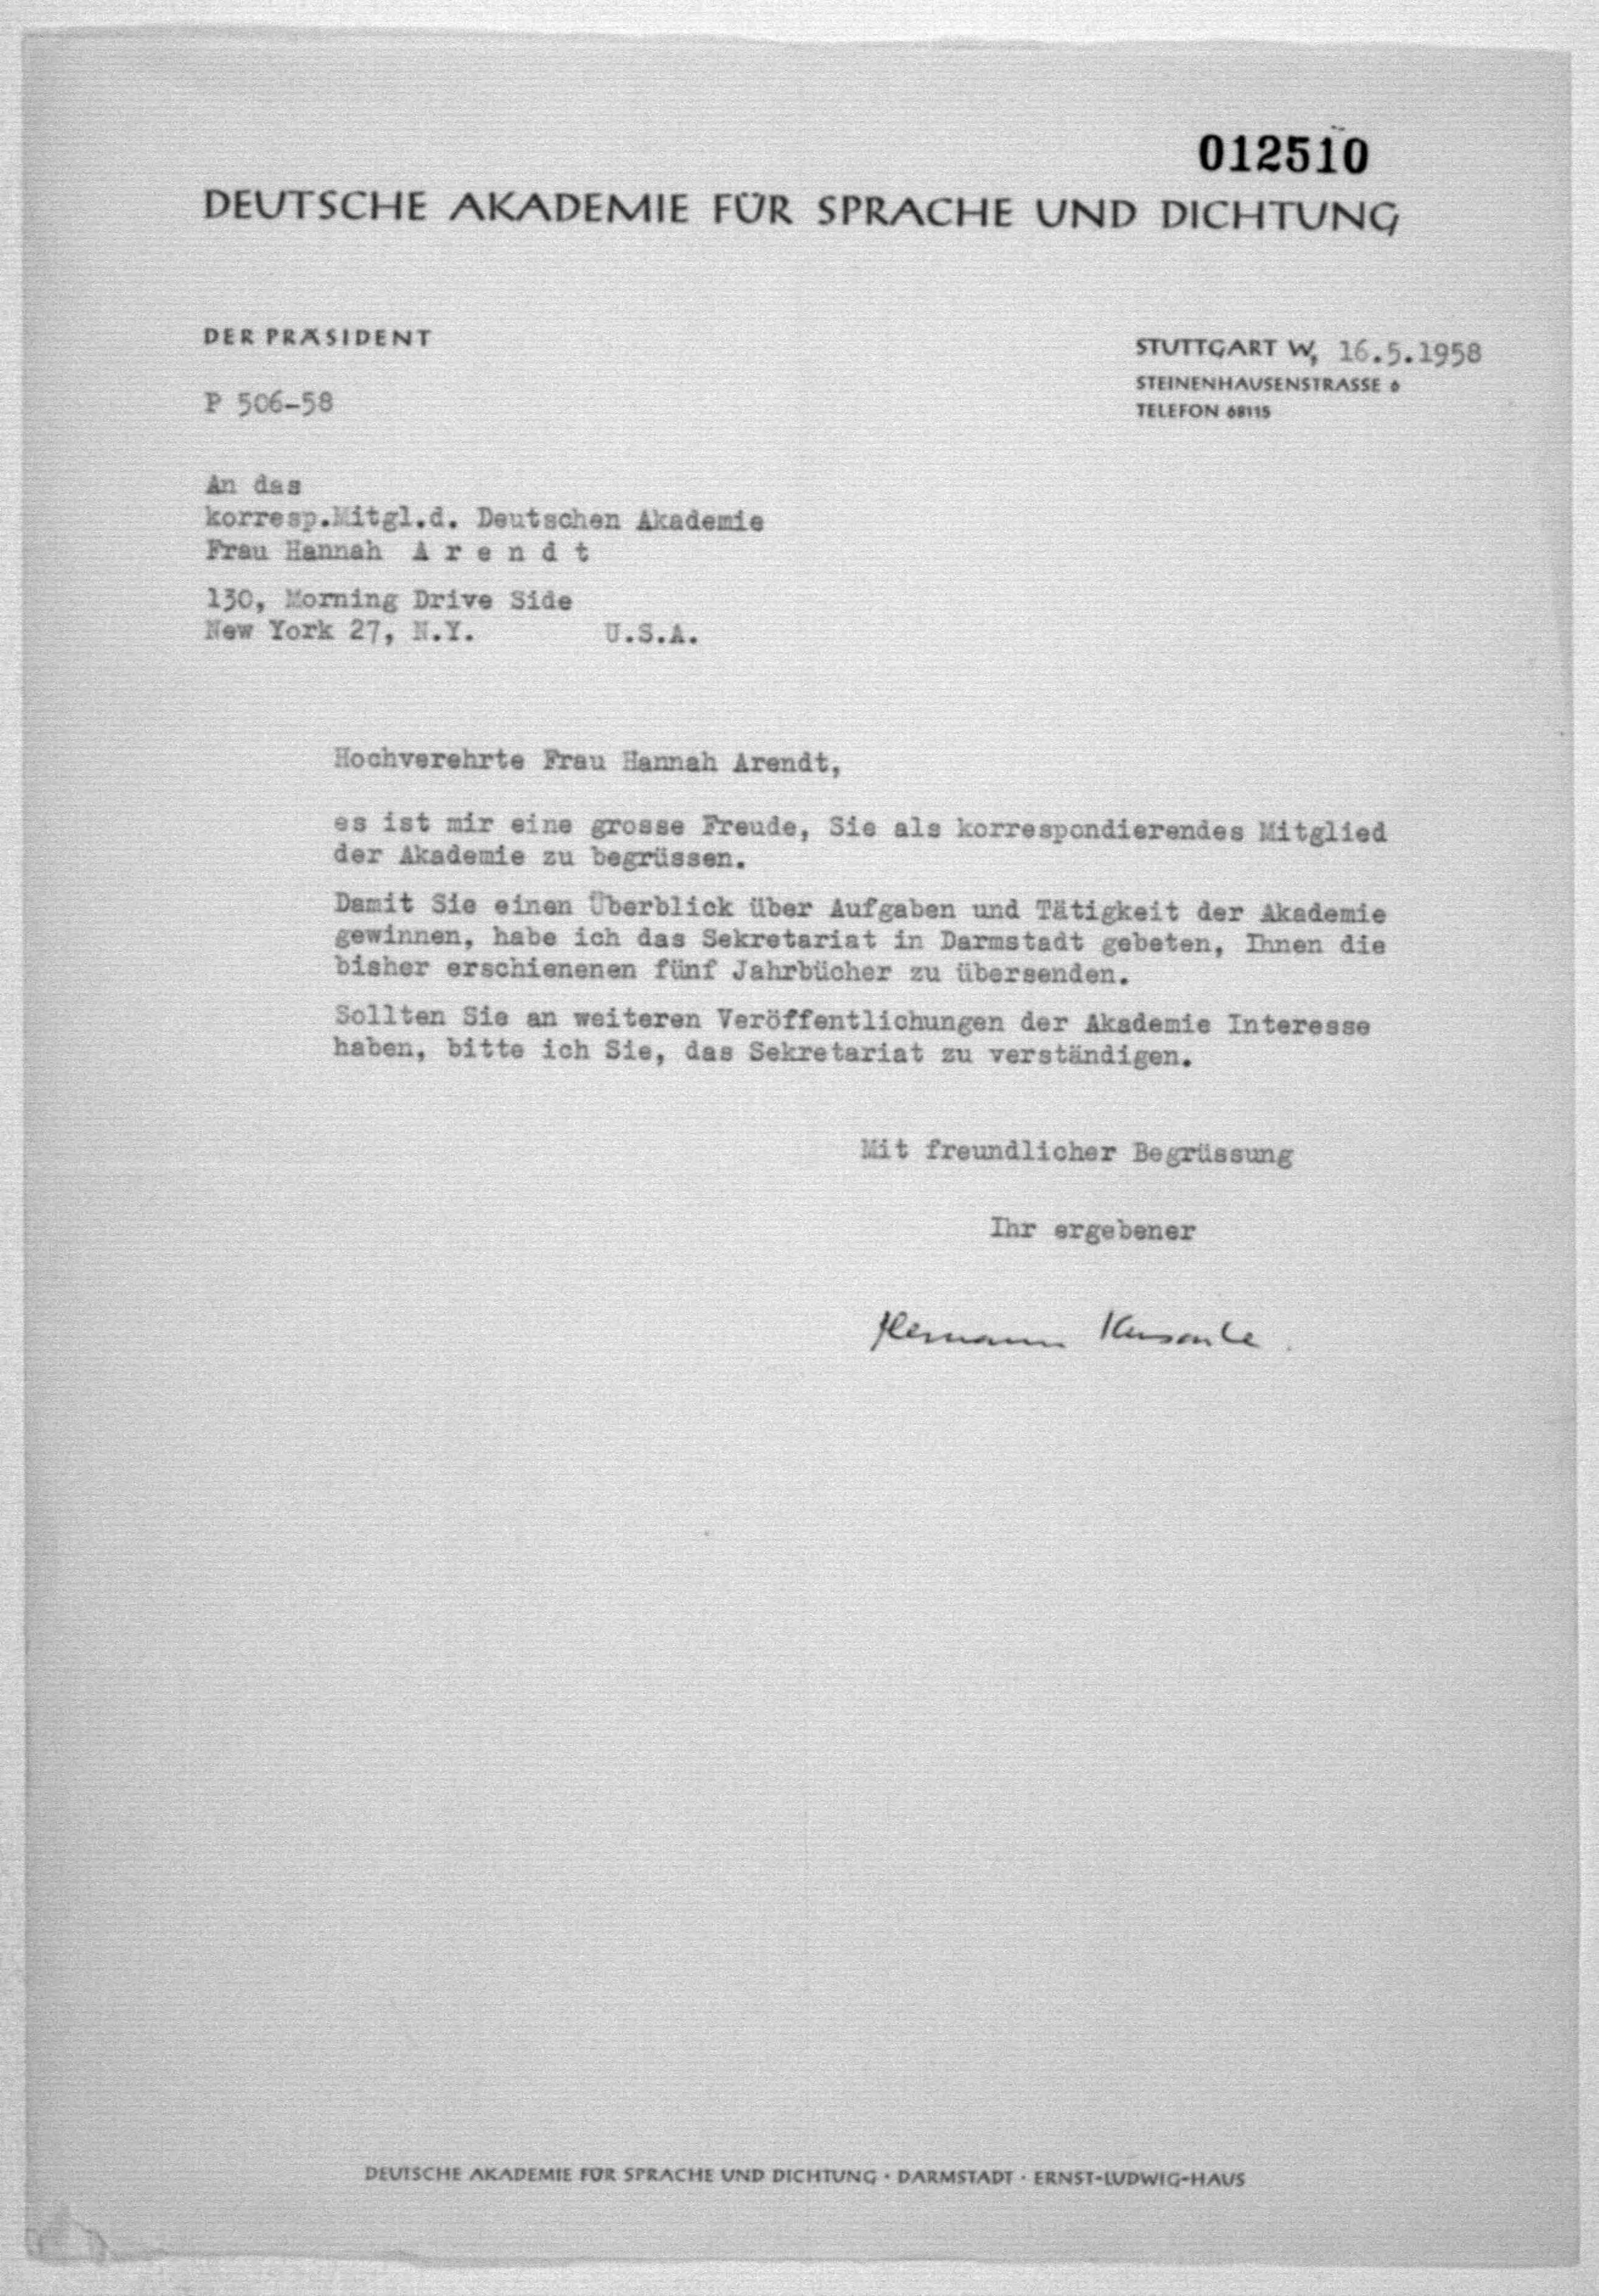 012510
DEUTSCHE AKADEMIE FÜR SPRACHE UND DICHTUNG
DER PRÄSIDENT
STUTTGART W, 16.5.1958
STEINENHAUSENSTRASSE 6
TELEFON 68115
P 506-58
An das
korresp.Mitgl.d. Deutschen Akademie
Frau Hannah A r e n d t
130, Morning Drive Side
New York 27, N.Y. U.S.A.
Hochverehrte Frau Hannah Arendt,
es ist mir eine grosse Freude, Sie als korrespondierendes Mitglied
der Akademie zu begrüssen.
Damit Sie einen Überblick über Aufgaben und Tätigkeit der Akademie
gewinnen, habe ich das Sekretariat in Darmstadt gebeten, Ihnen die
bisher erschienenen fünf Jahrbücher zu übersenden.
Sollten Sie an weiteren Veröffentlichungen der Akademie Interesse
haben, bitte ich Sie, das Sekretariat zu verständigen.
Mit freundlicher Begrüssung
Ihr ergebener
Hermann
DEUTSCHE AKADEMIE FÜR SPRACHE UND DICHTUNG · DARMSTADT · ERNST-LUDWIG-HAUS